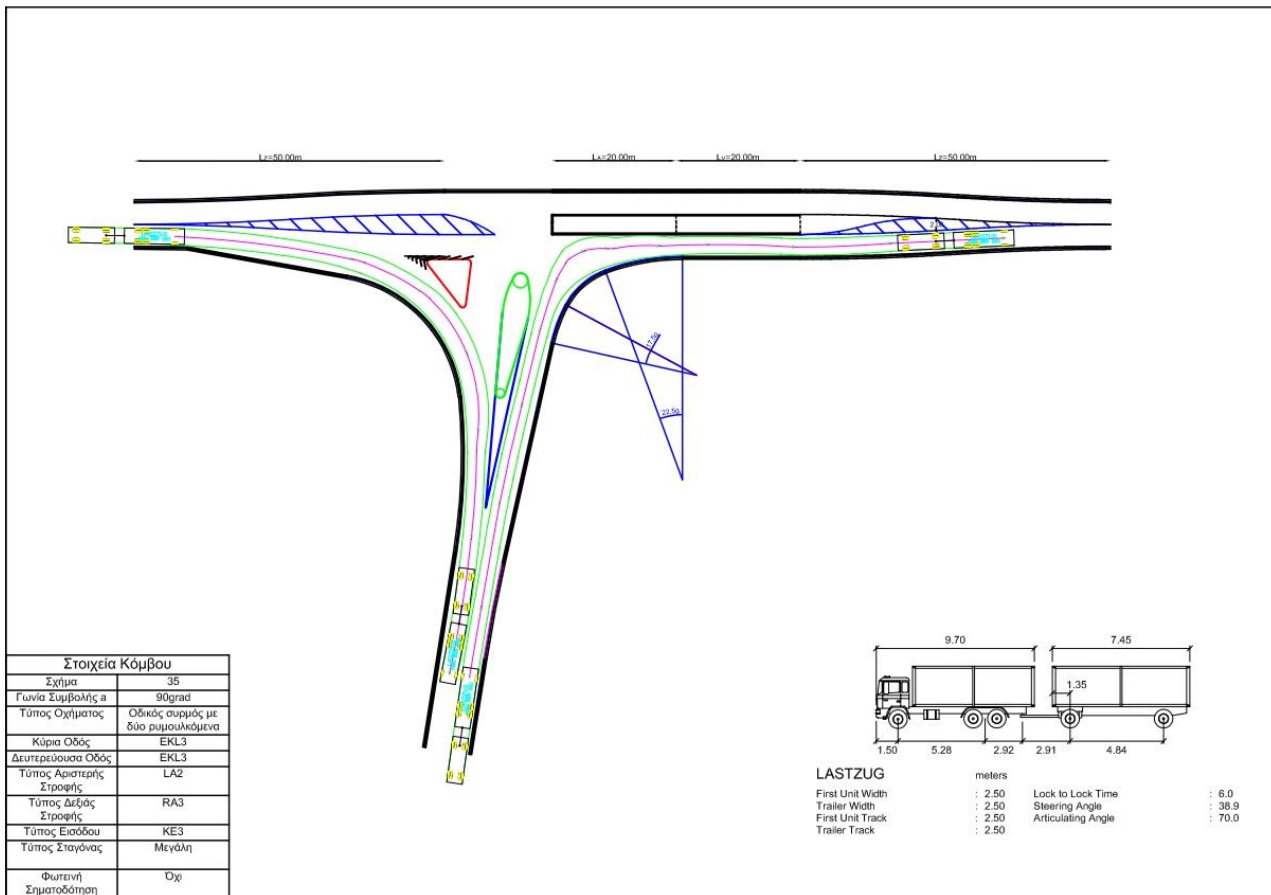 Lz=50.00m
LA=20.00m
Lv=20.00m
Lz=50.00m
17.5g
22.5g
Στοιχεία Κόμβου
Σχήμα 35
Γωνία Συμβολής a 90grad
Τύπος Οχήματος Οδικός συρμός με
δύο ρυμουλκόμενα
Κύρια Οδός EKL3
Δευτερεύουσα Οδός EKL3
Τύπος Αριστερής LA2
Στροφής
Τύπος Δεξιάς RA3
Στροφής
Τύπος Εισόδου KE3
Τύπος Σταγόνας Μεγάλη
Φωτεινή Όχι
Σηματοδότηση
9.70
7.45
1.35
1.50
5.28
2.92
2.91
4.84
LASTZUG
meters
First Unit Width : 2.50 Lock to Lock Time : 6.0
Trailer Width : 2.50 Steering Angle : 38.9
First Unit Track : 2.50 Articulating Angle : 70.0
Trailer Track : 2.50